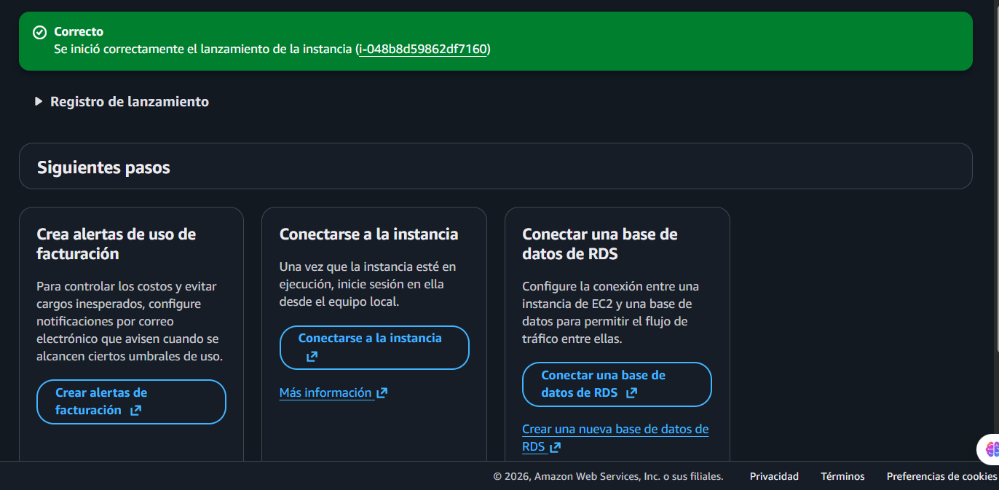 Correcto
Se inició correctamente el lanzamiento de la instancia (i-048b8d59862df7160)
Registro de lanzamiento
Siguientes pasos
Crea alertas de uso de
facturación
Para controlar los costos y evitar
cargos inesperados, configure
notificaciones por correo
electrónico que avisen cuando se
alcancen ciertos umbrales de uso.
Crear alertas de
facturación
Conectarse a la instancia
Una vez que la instancia esté en
ejecución, inicie sesión en ella
desde el equipo local.
Conectarse a la instancia
Más información
Conectar una base de
datos de RDS
Configure la conexión entre una
instancia de EC2 y una base de
datos para permitir el flujo de
tráfico entre ellas.
Conectar una base de
datos de RDS
Crear una nueva base de datos de
RDS
© 2026, Amazon Web Services, Inc. o sus filiales.
Privacidad
Términos
Preferencias de cookies